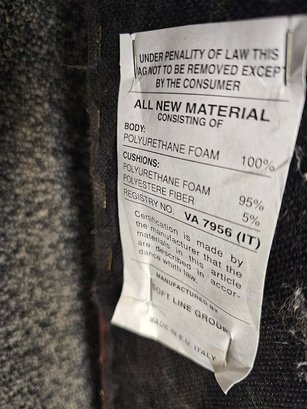 UNDER PENALITY OF LAW THIS
TAG NOT TO BE REMOVED EXCEPT
BY THE CONSUMER
ALL NEW MATERIAL
CONSISTING OF
BODY:
POLYURETHANE FOAM 100%
CUSHIONS:
POLYURETHANE FOAM 95%
POLYESTERE FIBER 5%
REGISTRY NO. VA 7956 (IT)
Certification is made by
the manufacturer that the
materials in this article
are described in accor-
dance whith law.
MANUFACTURED BY
SOFT LINE GROUP
MADE IN E.U. ITALY